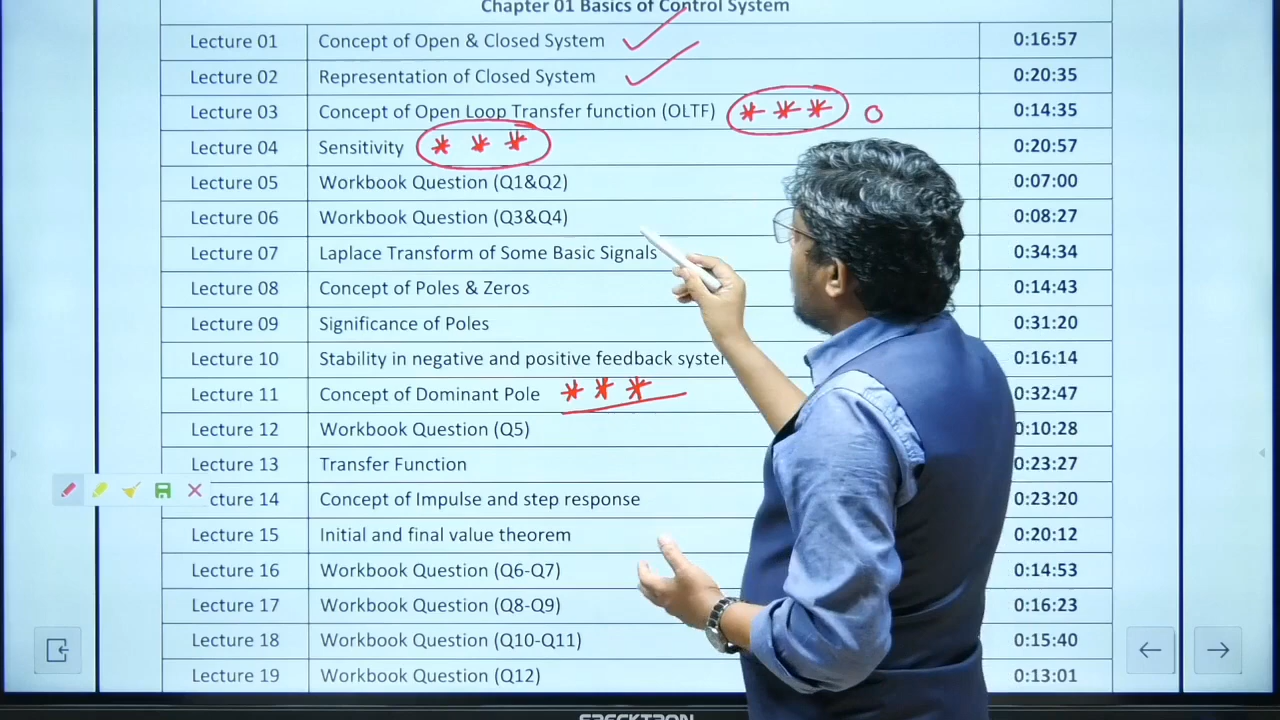 Chapter 01 Basics of Control System
Lecture 01 Concept of Open & Closed System 0:16:57
Lecture 02 Representation of Closed System 0:20:35
Lecture 03 Concept of Open Loop Transfer function (OLTF) *** 0:14:35
Lecture 04 Sensitivity *** 0:20:57
Lecture 05 Workbook Question (Q1&Q2) 0:07:00
Lecture 06 Workbook Question (Q3&Q4) 0:08:27
Lecture 07 Laplace Transform of Some Basic Signals 0:34:34
Lecture 08 Concept of Poles & Zeros 0:14:43
Lecture 09 Significance of Poles 0:31:20
Lecture 10 Stability in negative and positive feedback 0:16:14
Lecture 11 Concept of Dominant Pole *** 0:32:47
Lecture 12 Workbook Question (Q5) 0:10:28
Lecture 13 Transfer Function 0:23:27
cture 14 Concept of Impulse and step response 0:23:20
Lecture 15 Initial and final value theorem 0:20:12
Lecture 16 Workbook Question (Q6-Q7) 0:14:53
Lecture 17 Workbook Question (Q8-Q9) 0:16:23
Lecture 18 Workbook Question (Q10-Q11) 0:15:40
Lecture 19 Workbook Question (Q12) 0:13:01